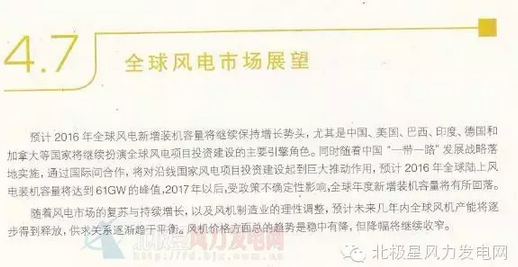 4.7
全球风电市场展望
预计 2016 年全球风电新增装机容量将继续保持增长势头,尤其是中国、美国、巴西、印度、德国和
加拿大等国家将继续扮演全球风电项目投资建设的主要引擎角色。同时随着中国“一带一路”发展战略落
地实施,通过国际间合作,将对沿线国家风电项目投资建设起到巨大推动作用,预计 2016 年全球陆上风
电装机容量将达到 61GW 的峰值,2017 年以后,受政策不确定性影响,全球年度新增装机容量将有所回落。
随着风电市场的复苏与持续增长,以及风机制造业的理性调整,预计未来几年内全球风机产能将逐
步得到释放,供求关系逐渐趋于平衡。风机价格方面总的趋势是稳中有降,但降幅将继续收窄。
北极星风力发电网
北极星风力发电网